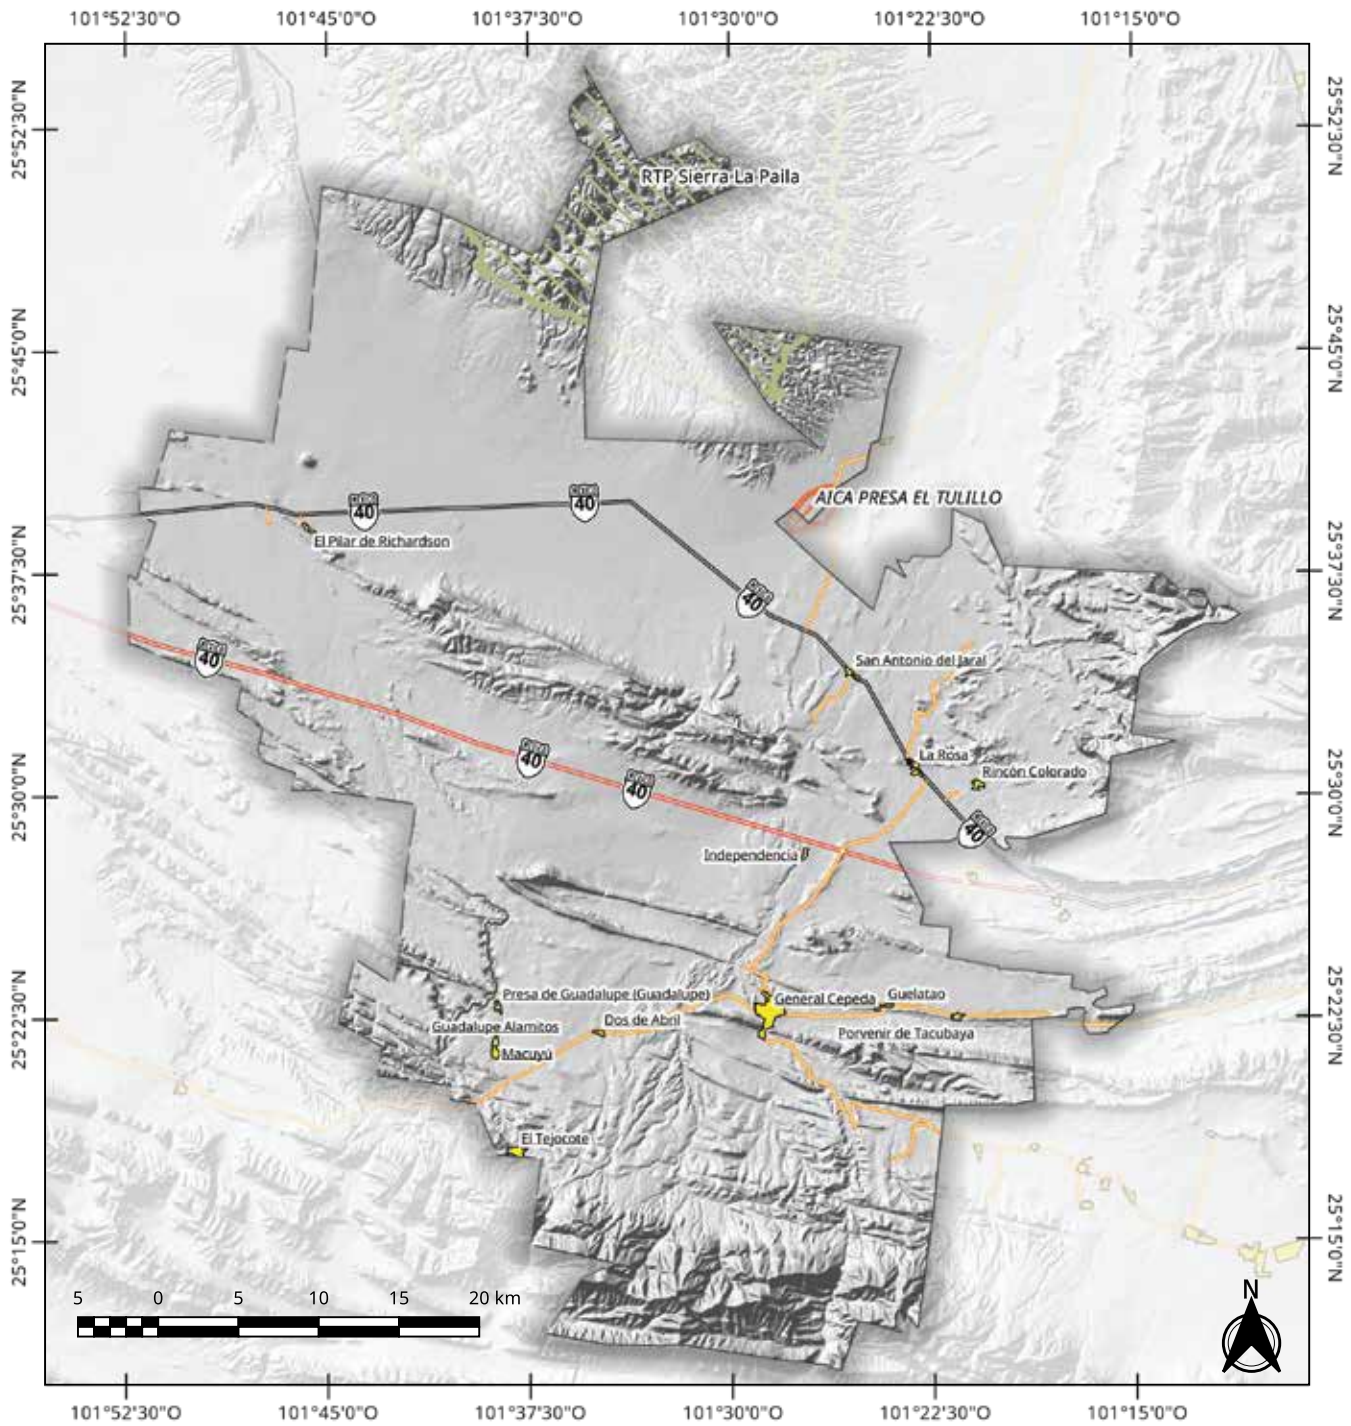 101°52'30"O 101°45'0"O 101°37'30"O 101°30'0"O 101°22'30"O 101°15'0"O
25°52'30"N
25°52'30"N
RTP Sierra La Paila
25°45'0"N
25°45'0"N
AICA PRESA EL TULILLO
40
40
El Pilar de Richardson
25°37'30"N
25°37'30"N
40
40
San Antonio del Jaral
La Rosa
40
Rincón Colorado
25°30'0"N
40
25°30'0"N
40
Independencia
Presa de Guadalupe (Guadalupe)
General Cepeda
Guelatao
25°22'30"N
25°22'30"N
Guadalupe Alamitos
Dos de Abril
Porvenir de Tacubaya
Macuyú
El Tejocote
25°15'0"N
25°15'0"N
5 0 5 10 15 20 km
N
101°52'30"O 101°45'0"O 101°37'30"O 101°30'0"O 101°22'30"O 101°15'0"O